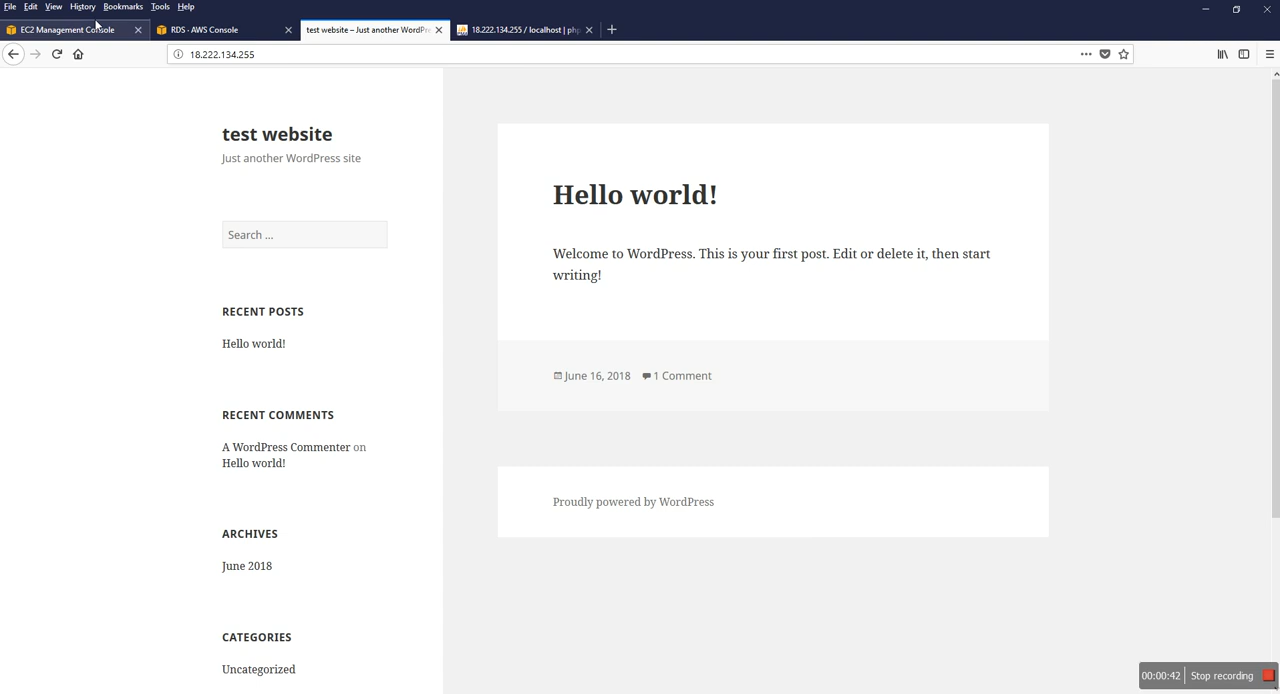 File Edit View History Bookmarks Tools Help
EC2 Management Console
RDS · AWS Console
test website – Just another WordPre
18.222.134.255 / localhost | php
18.222.134.255
test website
Just another WordPress site
Search ...
RECENT POSTS
Hello world!
RECENT COMMENTS
A WordPress Commenter on
Hello world!
ARCHIVES
June 2018
CATEGORIES
Uncategorized
Hello world!
Welcome to WordPress. This is your first post. Edit or delete it, then start
writing!
June 16, 2018 1 Comment
Proudly powered by WordPress
00:00:42 Stop recording